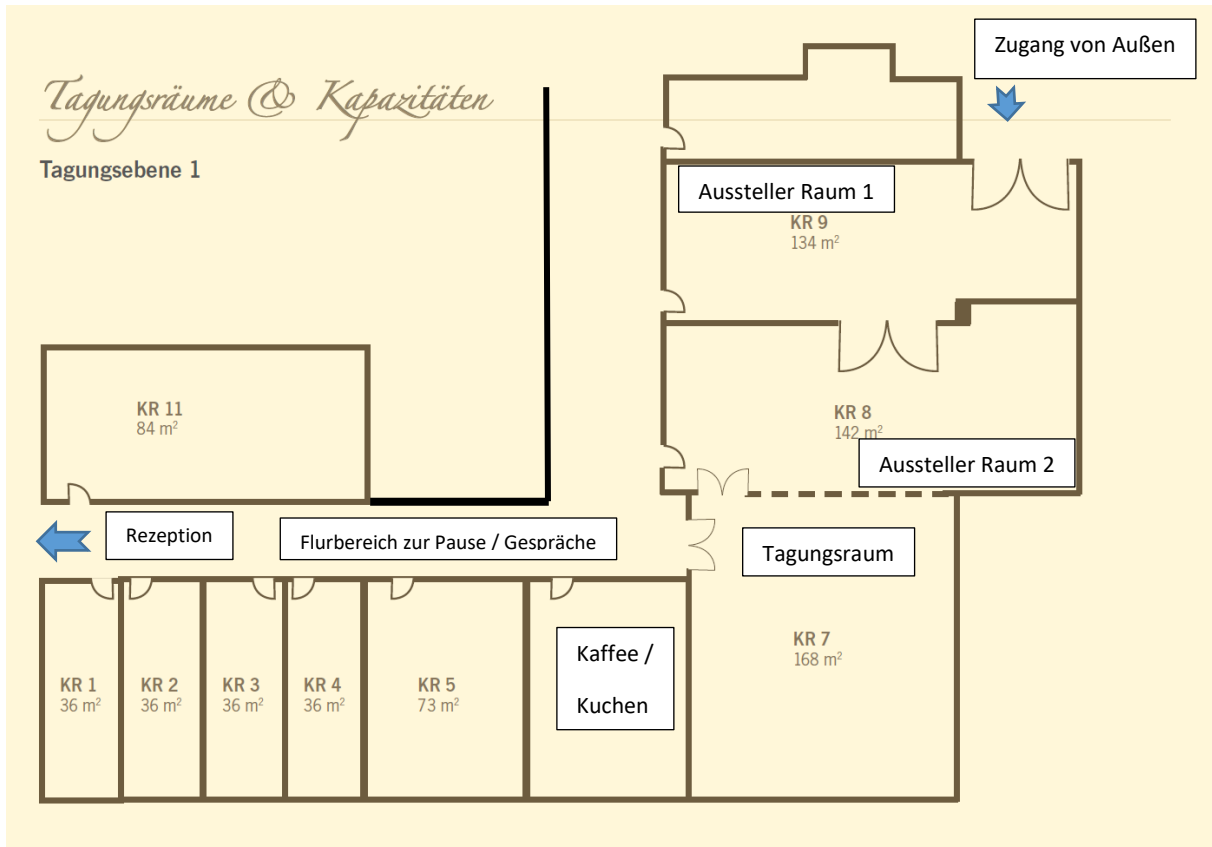 Zugang von Außen
Tagungsräume & Kapazitäten
Tagungsebene 1
Aussteller Raum 1
KR 9
134 m²
KR 11
84 m²
KR 8
142 m²
Aussteller Raum 2
Rezeption
Flurbereich zur Pause / Gespräche
Tagungsraum
Kaffee /
Kuchen
KR 7
168 m²
KR 1
36 m²
KR 2
36 m²
KR 3
36 m²
KR 4
36 m²
KR 5
73 m²